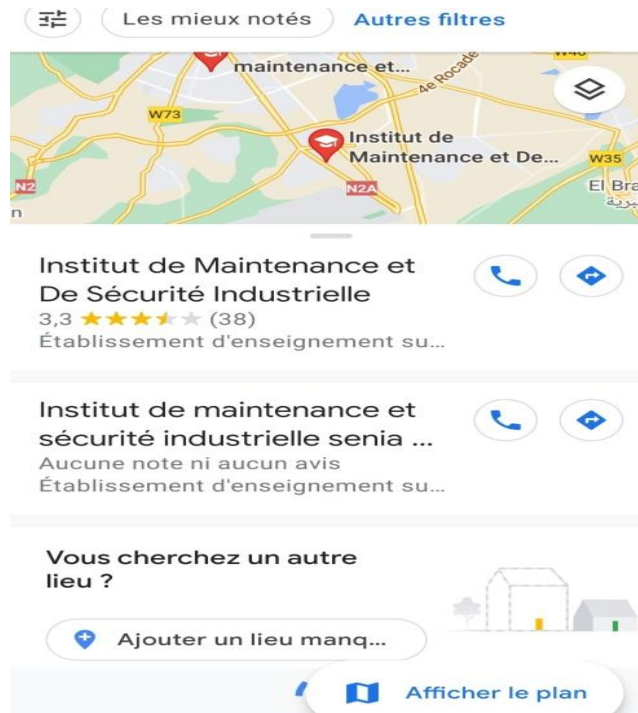 Les mieux notés
Autres filtres
W40
maintenance et...
4e Rocade
W73
Institut de
Maintenance et De...
W35
N2
N2A
El Bra
n
Institut de Maintenance et
De Sécurité Industrielle
3,3 (38)
Établissement d'enseignement su...
Institut de maintenance et
sécurité industrielle senia ...
Aucune note ni aucun avis
Établissement d'enseignement su...
Vous cherchez un autre
lieu ?
Ajouter un lieu manq...
Afficher le plan